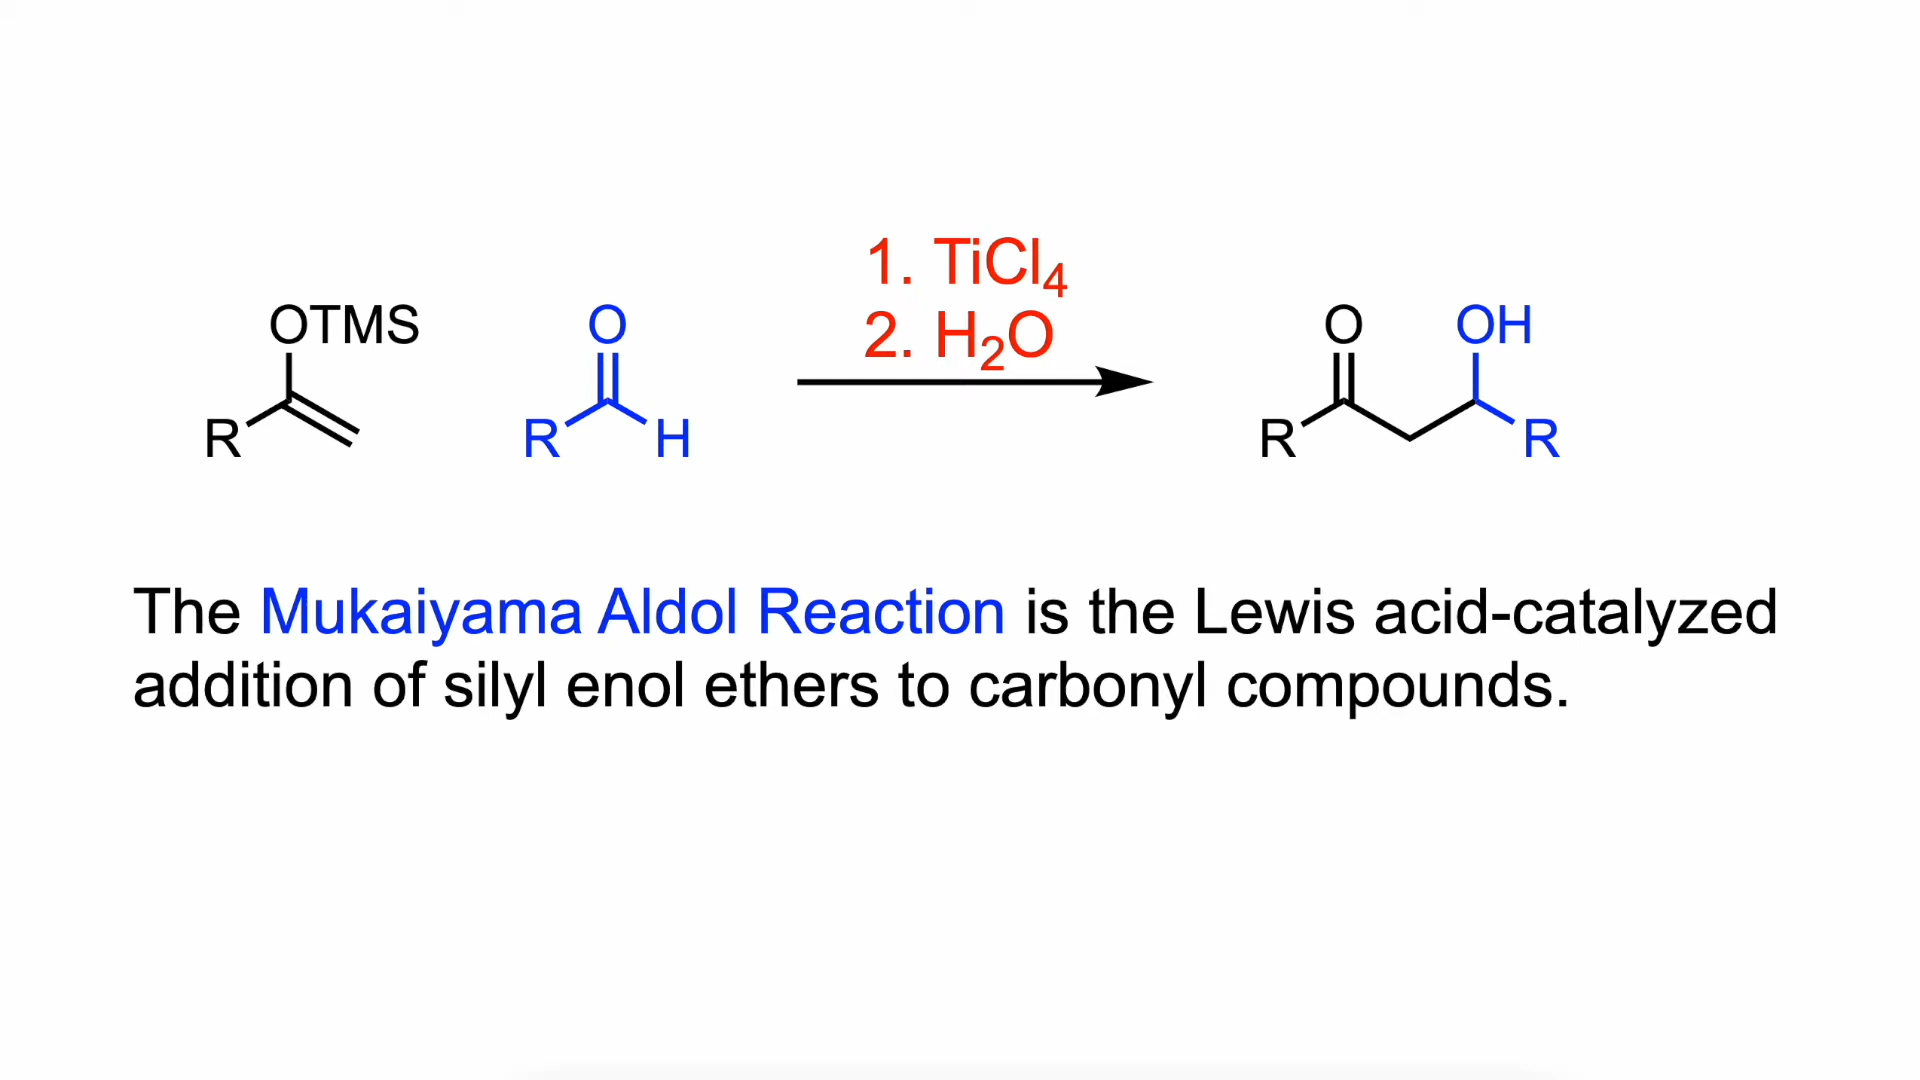 1. TiCl₄
2. H₂O
OTMS O O OH
R R H R R
The Mukaiyama Aldol Reaction is the Lewis acid-catalyzed
addition of silyl enol ethers to carbonyl compounds.